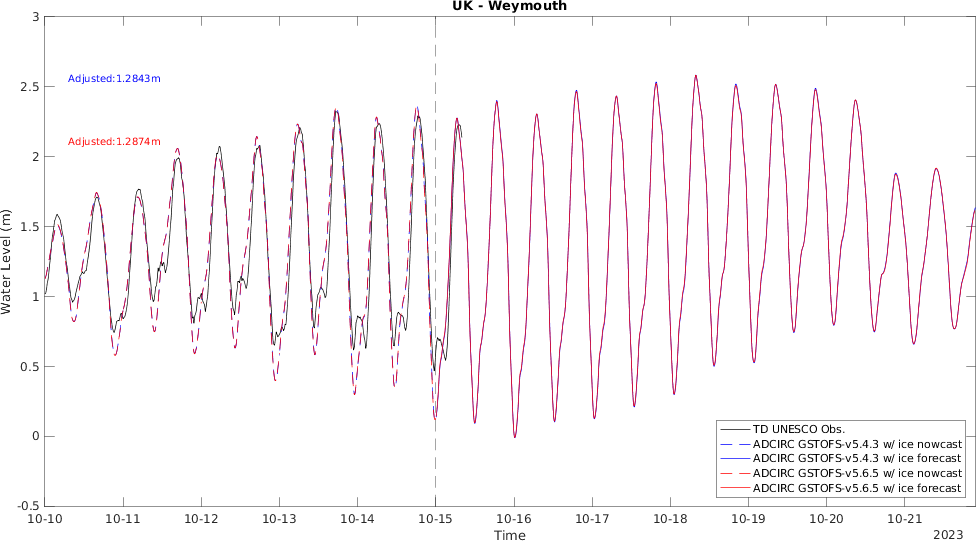 UK - Weymouth
3
2.5
2
1.5
1
0.5
0
-0.5
Water Level (m)
Adjusted:1.2843m
Adjusted:1.2874m
TD UNESCO Obs.
ADCIRC GSTOFS-v5.4.3 w/ ice nowcast
ADCIRC GSTOFS-v5.4.3 w/ ice forecast
ADCIRC GSTOFS-v5.6.5 w/ ice nowcast
ADCIRC GSTOFS-v5.6.5 w/ ice forecast
10-10 10-11 10-12 10-13 10-14 10-15 10-16 10-17 10-18 10-19 10-20 10-21
Time
2023